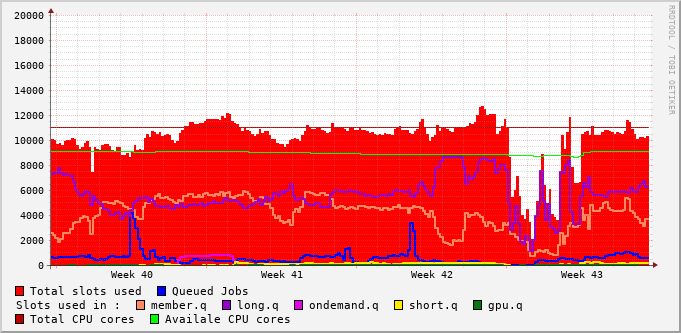 20000
18000
16000
14000
12000
10000
8000
6000
4000
2000
0
Week 40 Week 41 Week 42 Week 43
Total slots used Queued Jobs
Slots used in : member.q long.q ondemand.q short.q gpu.q
Total CPU cores Availale CPU cores
RRDTOOL / TOBI OETIKER